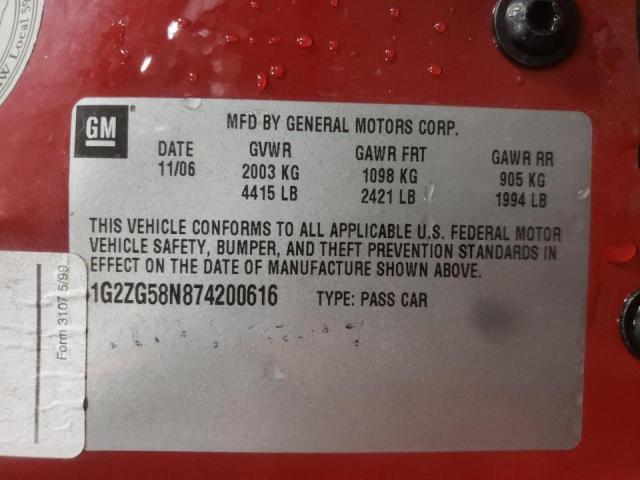 W Local 59
GM
MFD BY GENERAL MOTORS CORP.
DATE GVWR GAWR FRT GAWR RR
11/06 2003 KG 1098 KG 905 KG
4415 LB 2421 LB 1994 LB
THIS VEHICLE CONFORMS TO ALL APPLICABLE U.S. FEDERAL MOTOR
VEHICLE SAFETY, BUMPER, AND THEFT PREVENTION STANDARDS IN
EFFECT ON THE DATE OF MANUFACTURE SHOWN ABOVE.
1G2ZG58N874200616 TYPE: PASS CAR
Form 3107 5/99